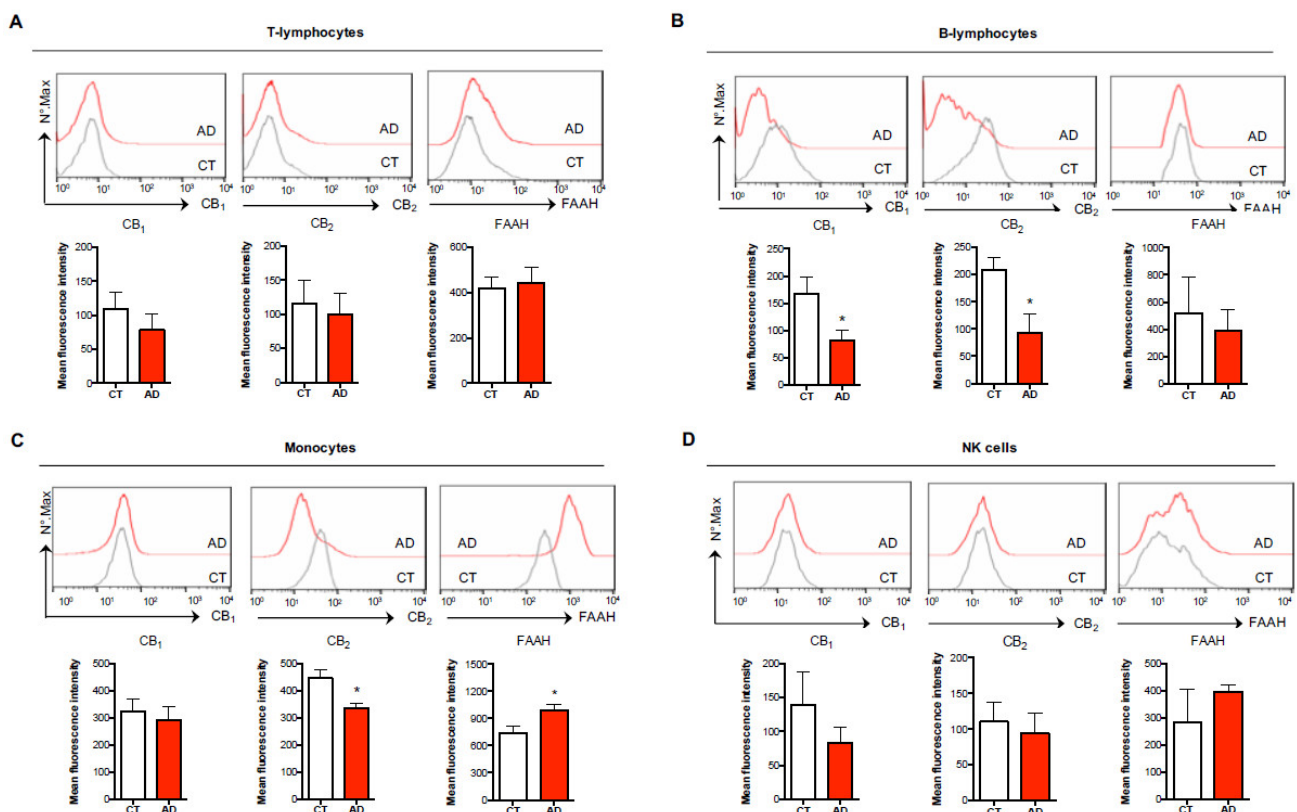 A
T-lymphocytes
N°.Max
AD
CT
10⁰ 10¹ 10² 10³ 10⁴
CB₁
AD
CT
10⁰ 10¹ 10² 10³ 10⁴
CB₂
AD
CT
10⁰ 10¹ 10² 10³ 10⁴
FAAH
CB₁
Mean fluorescence intensity
200
150
100
50
0
CT AD
CB₂
Mean fluorescence intensity
200
150
100
50
0
CT AD
FAAH
Mean fluorescence intensity
600
400
200
0
CT AD
B
B-lymphocytes
N°.Max
AD
CT
10⁰ 10¹ 10² 10³ 10⁴
CB₁
AD
CT
10⁰ 10¹ 10² 10³ 10⁴
CB₂
AD
CT
10⁰ 10¹ 10² 10³ 10⁴
FAAH
CB₁
Mean fluorescence intensity
250
200
150
100
50
0
*
CT AD
CB₂
Mean fluorescence intensity
250
200
150
100
50
0
*
CT AD
FAAH
Mean fluorescence intensity
1000
800
600
400
200
0
CT AD
C
Monocytes
N°.Max
AD
CT
10⁰ 10¹ 10² 10³ 10⁴
CB₁
AD
CT
10⁰ 10¹ 10² 10³ 10⁴
CB₂
AD
CT
10⁰ 10¹ 10² 10³ 10⁴
FAAH
CB₁
Mean fluorescence intensity
500
400
300
200
100
0
CT AD
CB₂
Mean fluorescence intensity
500
400
300
200
100
0
*
CT AD
FAAH
Mean fluorescence intensity
1500
1200
900
600
300
0
*
CT AD
D
NK cells
N°.Max
AD
CT
10⁰ 10¹ 10² 10³ 10⁴
CB₁
AD
CT
10⁰ 10¹ 10² 10³ 10⁴
CB₂
AD
CT
10⁰ 10¹ 10² 10³ 10⁴
FAAH
CB₁
Mean fluorescence intensity
200
150
100
50
0
CT AD
CB₂
Mean fluorescence intensity
200
150
100
50
0
CT AD
FAAH
Mean fluorescence intensity
500
400
300
200
100
0
CT AD